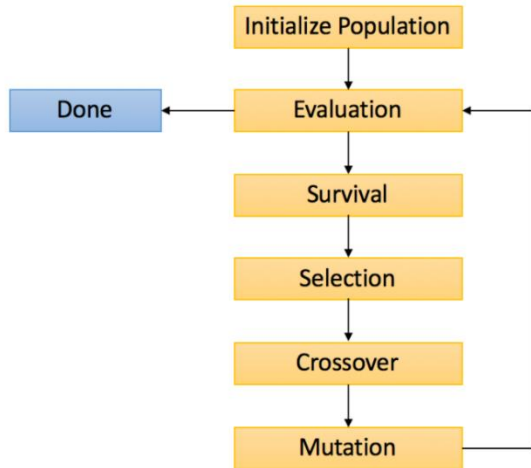 Initialize Population
Done
Evaluation
Survival
Selection
Crossover
Mutation